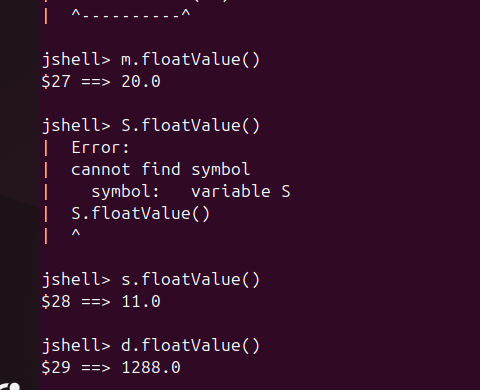 |  ^----------^
jshell> m.floatValue()
$27 ==> 20.0
jshell> S.floatValue()
|  Error:
|  cannot find symbol
|    symbol:   variable S
|  S.floatValue()
|  ^
jshell> s.floatValue()
$28 ==> 11.0
jshell> d.floatValue()
$29 ==> 1288.0